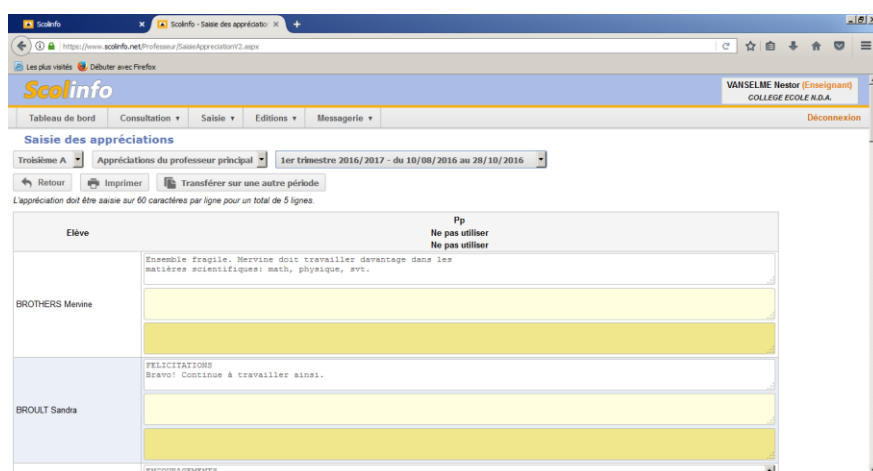 Scolinfo
Scolinfo - Saisie des appréciatio
https://www.scolinfo.net/Professeur/SaisieAppreciationV2.aspx
Les plus visités
Débuter avec Firefox
Scolinfo
VANSELME Nestor (Enseignant)
COLLEGE ECOLE N.D.A.
Tableau de bord Consultation Saisie Editions Messagerie Déconnexion
Saisie des appréciations
Troisième A Appréciations du professeur principal 1er trimestre 2016/2017 - du 10/08/2016 au 28/10/2016
Retour Imprimer Transférer sur une autre période
L'appréciation doit être saisie sur 60 caractères par ligne pour un total de 5 lignes.
Elève
Pp
Ne pas utiliser
Ne pas utiliser
BROTHERS Mervine
Ensemble fragile. Mervine doit travailler davantage dans les
matières scientifiques: math, physique, svt.
BROULT Sandra
FELICITATIONS
Bravo! Continue à travailler ainsi.
ENCOURAGEMENTS